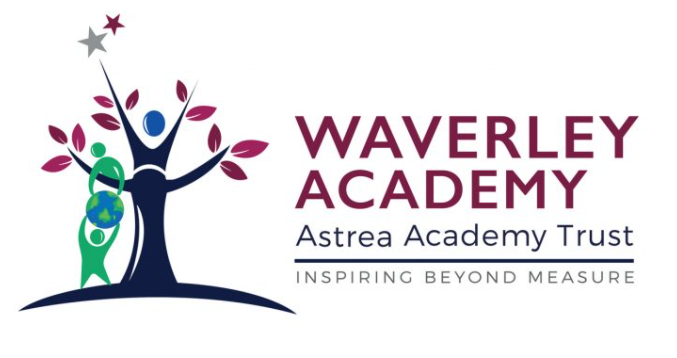 WAVERLEY
ACADEMY
Astrea Academy Trust
INSPIRING BEYOND MEASURE